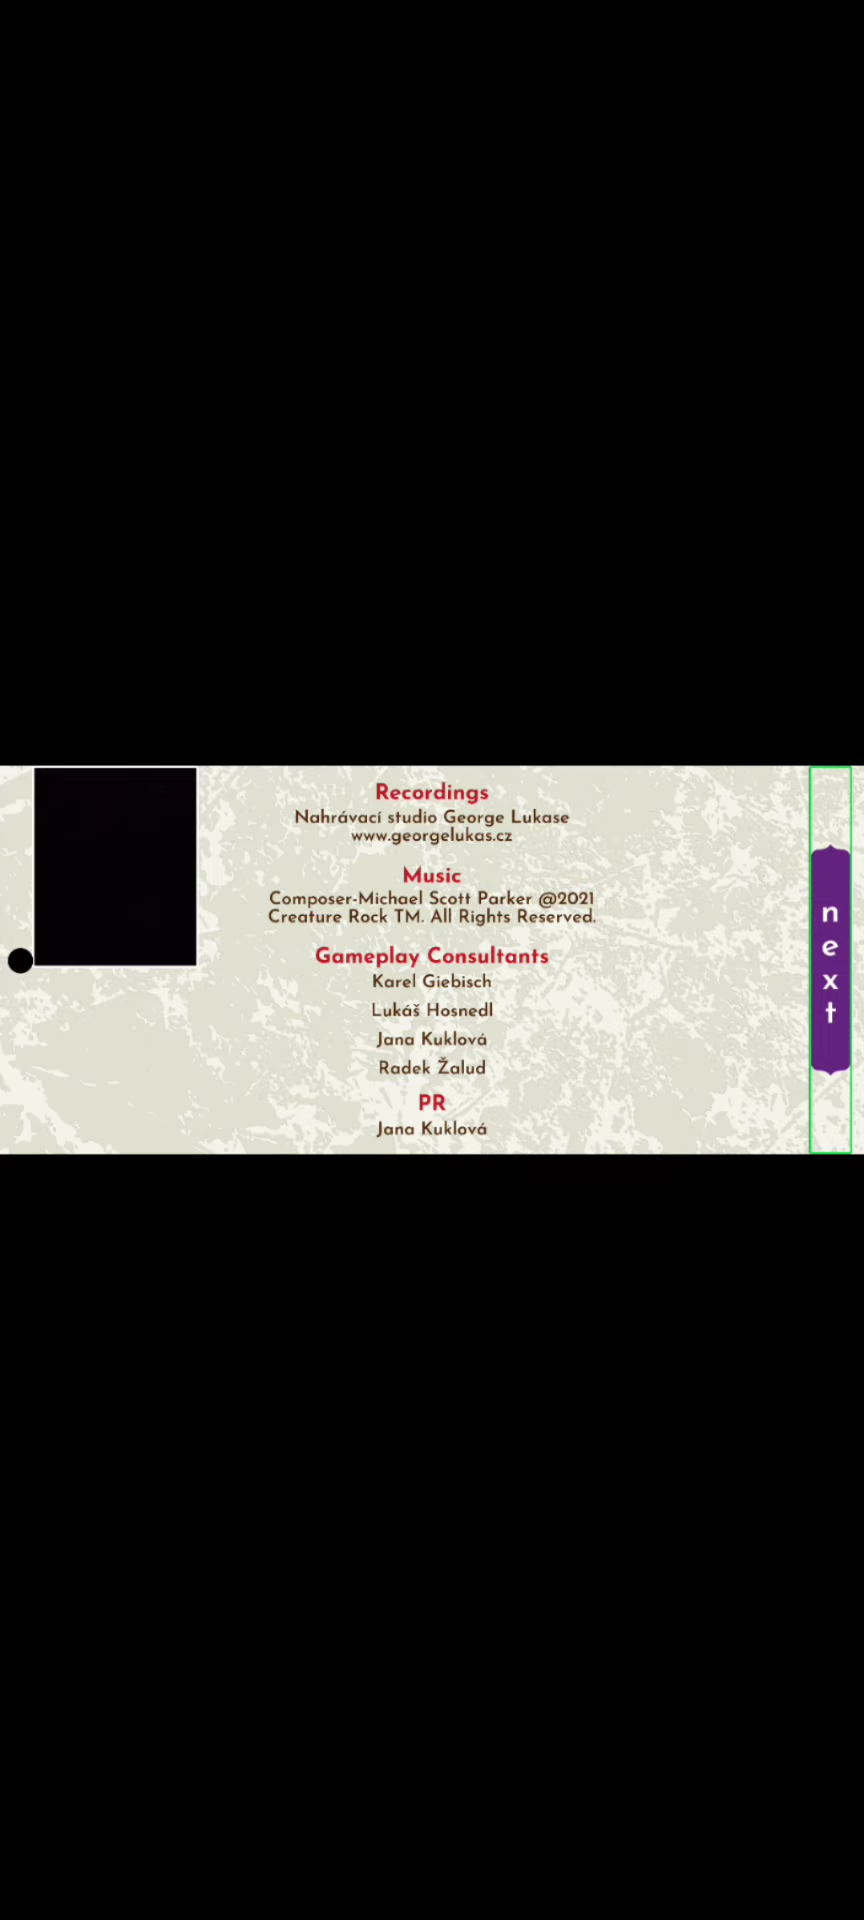 Recordings
Nahrávací studio George Lukase
www.georgelukas.cz
Music
Composer-Michael Scott Parker @2021
Creature Rock TM. All Rights Reserved.
Gameplay Consultants
Karel Giebisch
Lukáš Hosnedl
Jana Kuklová
Radek Žalud
PR
Jana Kuklová
next